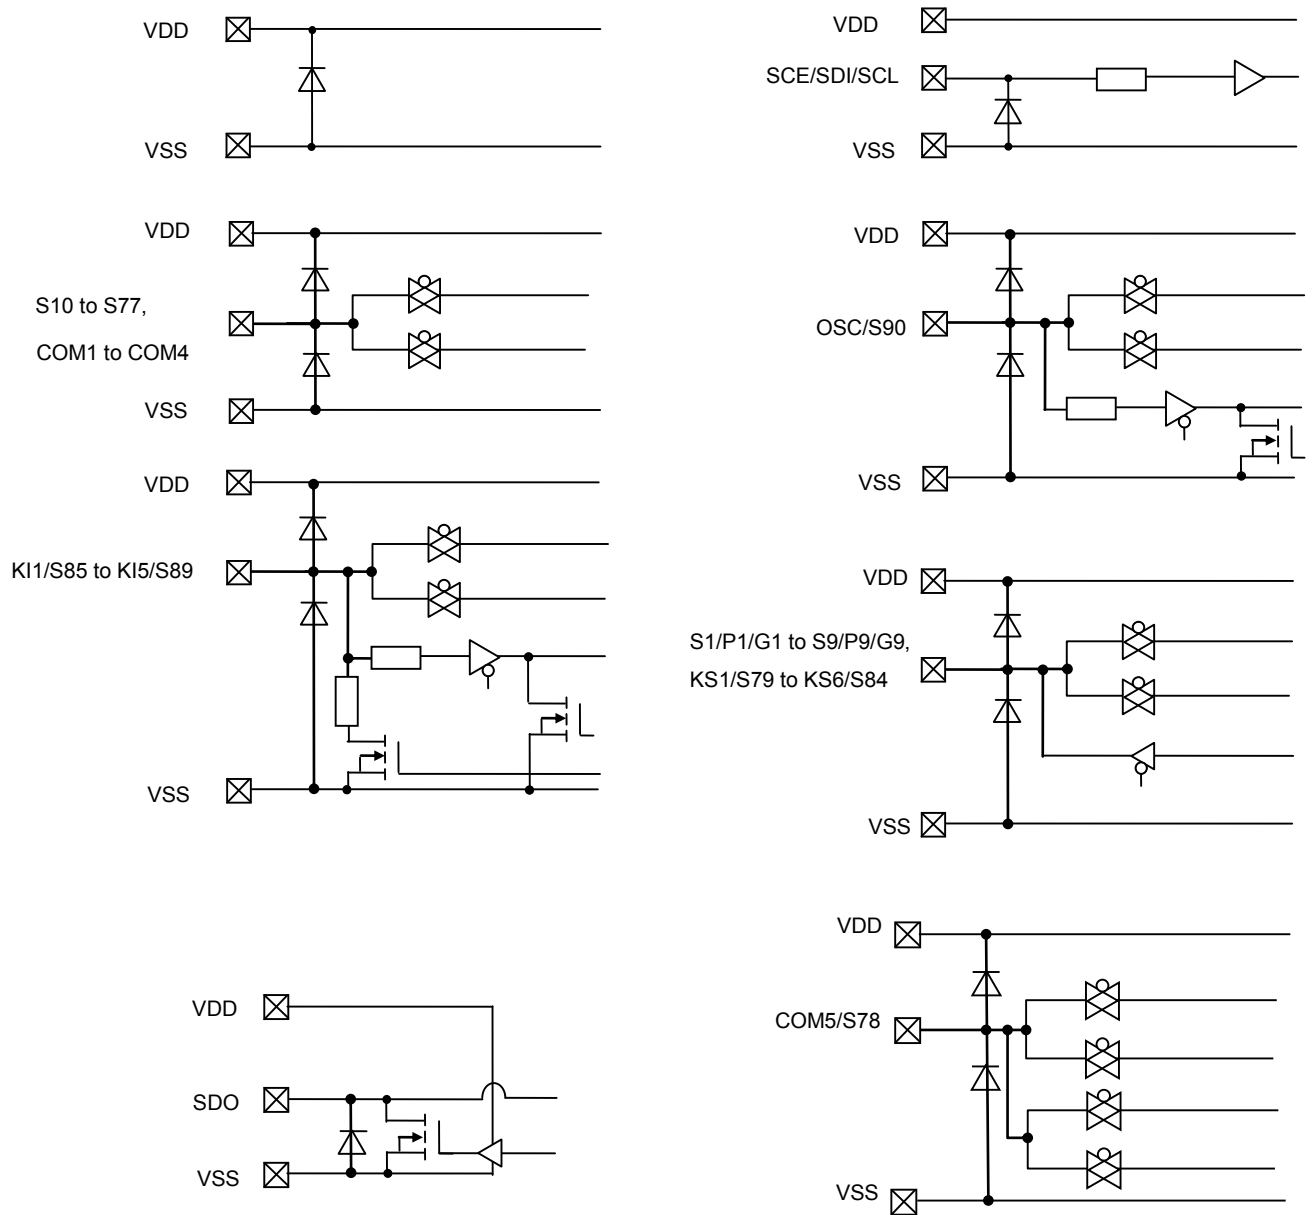 VDD
VSS
VDD
SCE/SDI/SCL
VSS
VDD
S10 to S77,
COM1 to COM4
VSS
VDD
OSC/S90
VSS
VDD
KI1/S85 to KI5/S89
VSS
VDD
S1/P1/G1 to S9/P9/G9,
KS1/S79 to KS6/S84
VSS
VDD
SDO
VSS
VDD
COM5/S78
VSS